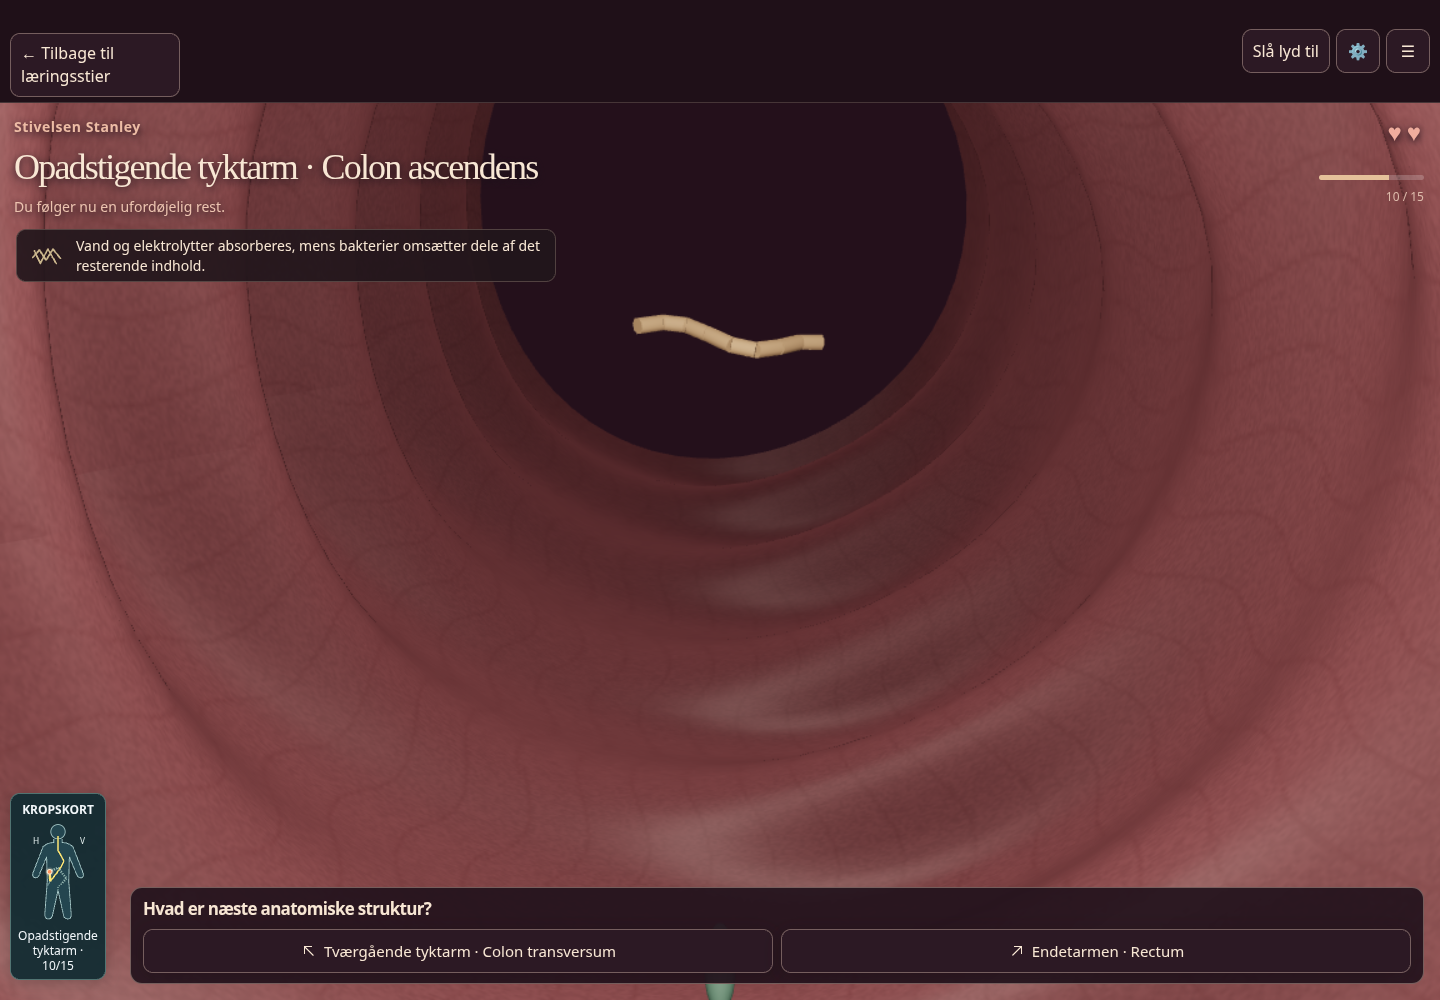 ← Tilbage til
læringsstier
Slå lyd til
Stivelsen Stanley
Opadstigende tyktarm · Colon ascendens
Du følger nu en ufordøjelig rest.
10 / 15
Vand og elektrolytter absorberes, mens bakterier omsætter dele af det
resterende indhold.
KROPSKORT
H V
Opadstigende
tyktarm ·
10/15
Hvad er næste anatomiske struktur?
↖ Tværgående tyktarm · Colon transversum
↗ Endetarmen · Rectum